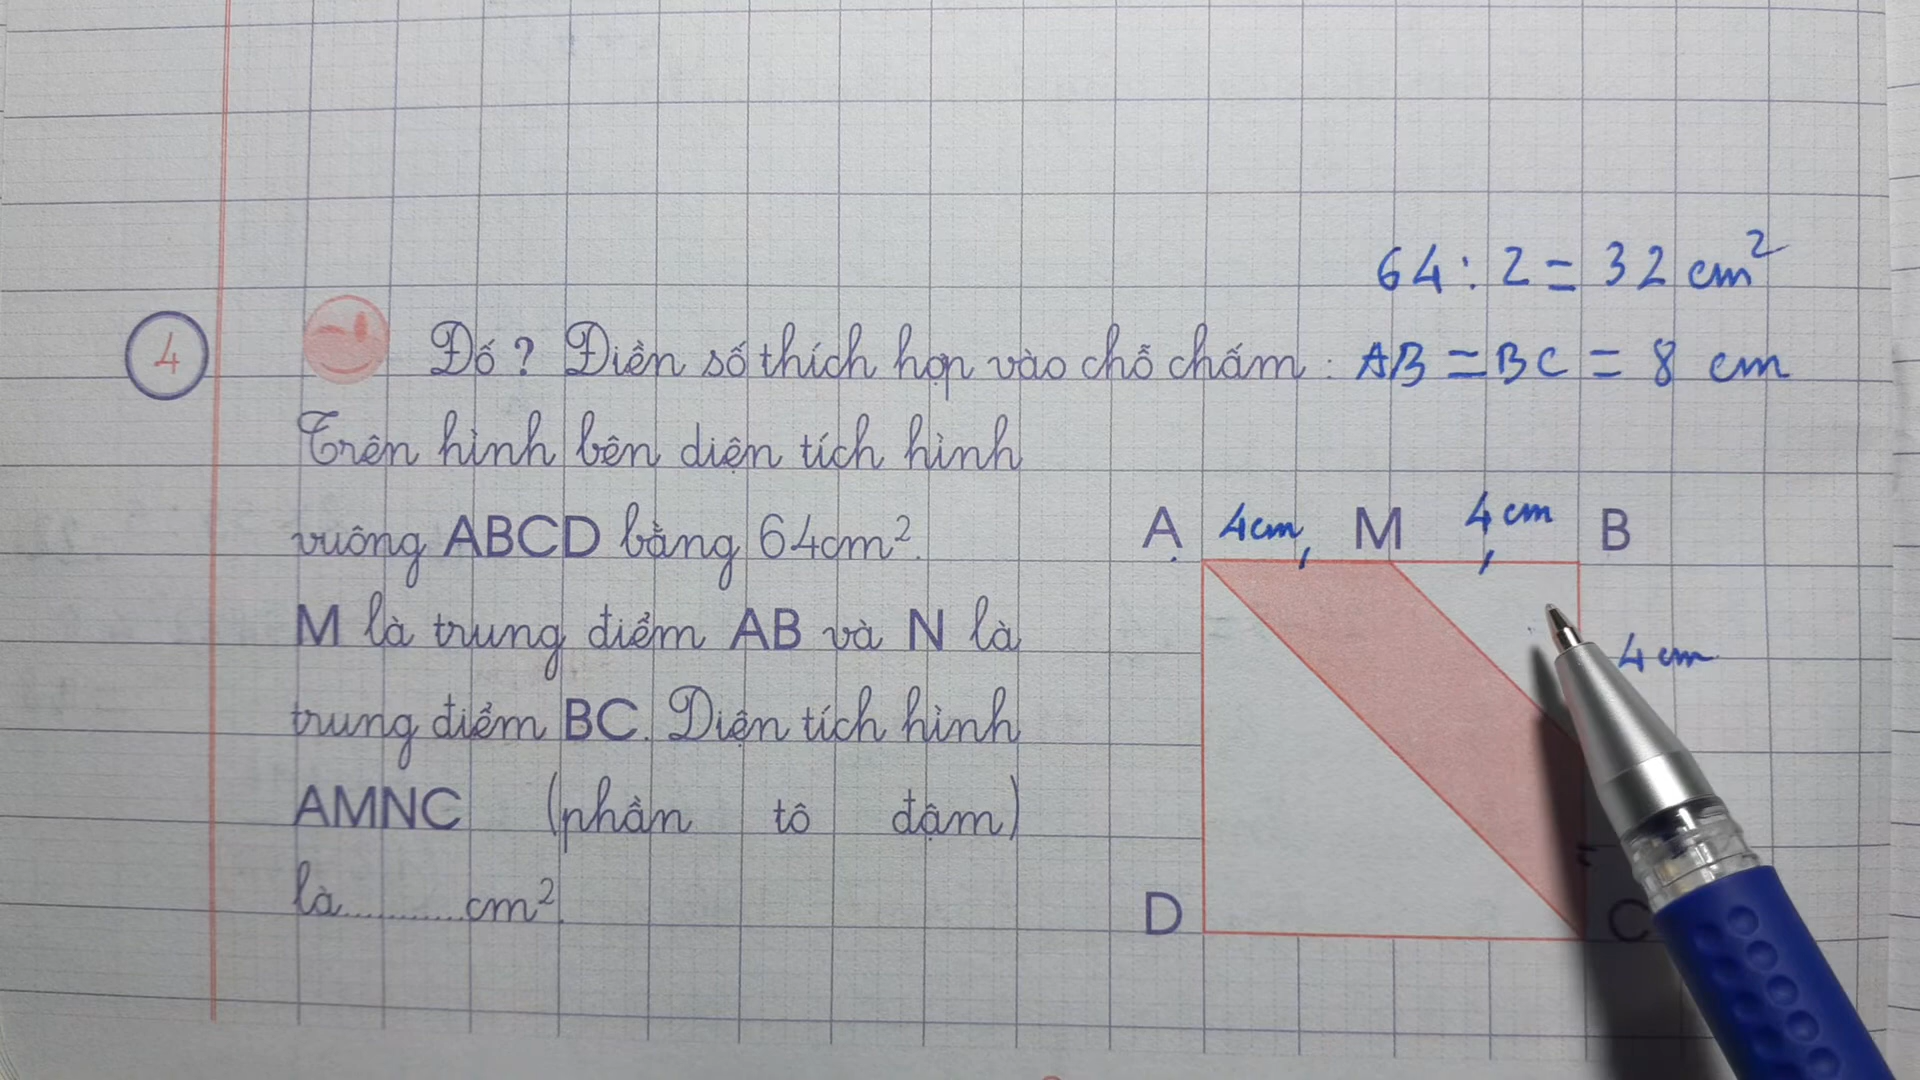 64 : 2 = 32 cm²
4 Đố? Điền số thích hợp vào chỗ chấm : AB = BC = 8 cm
Trên hình bên diện tích hình
vuông ABCD bằng 64cm².
M là trung điểm AB và N là
trung điểm BC. Diện tích hình
AMNC (phần tô đậm)
là...........cm².
A 4cm M 4cm B
4cm
D C